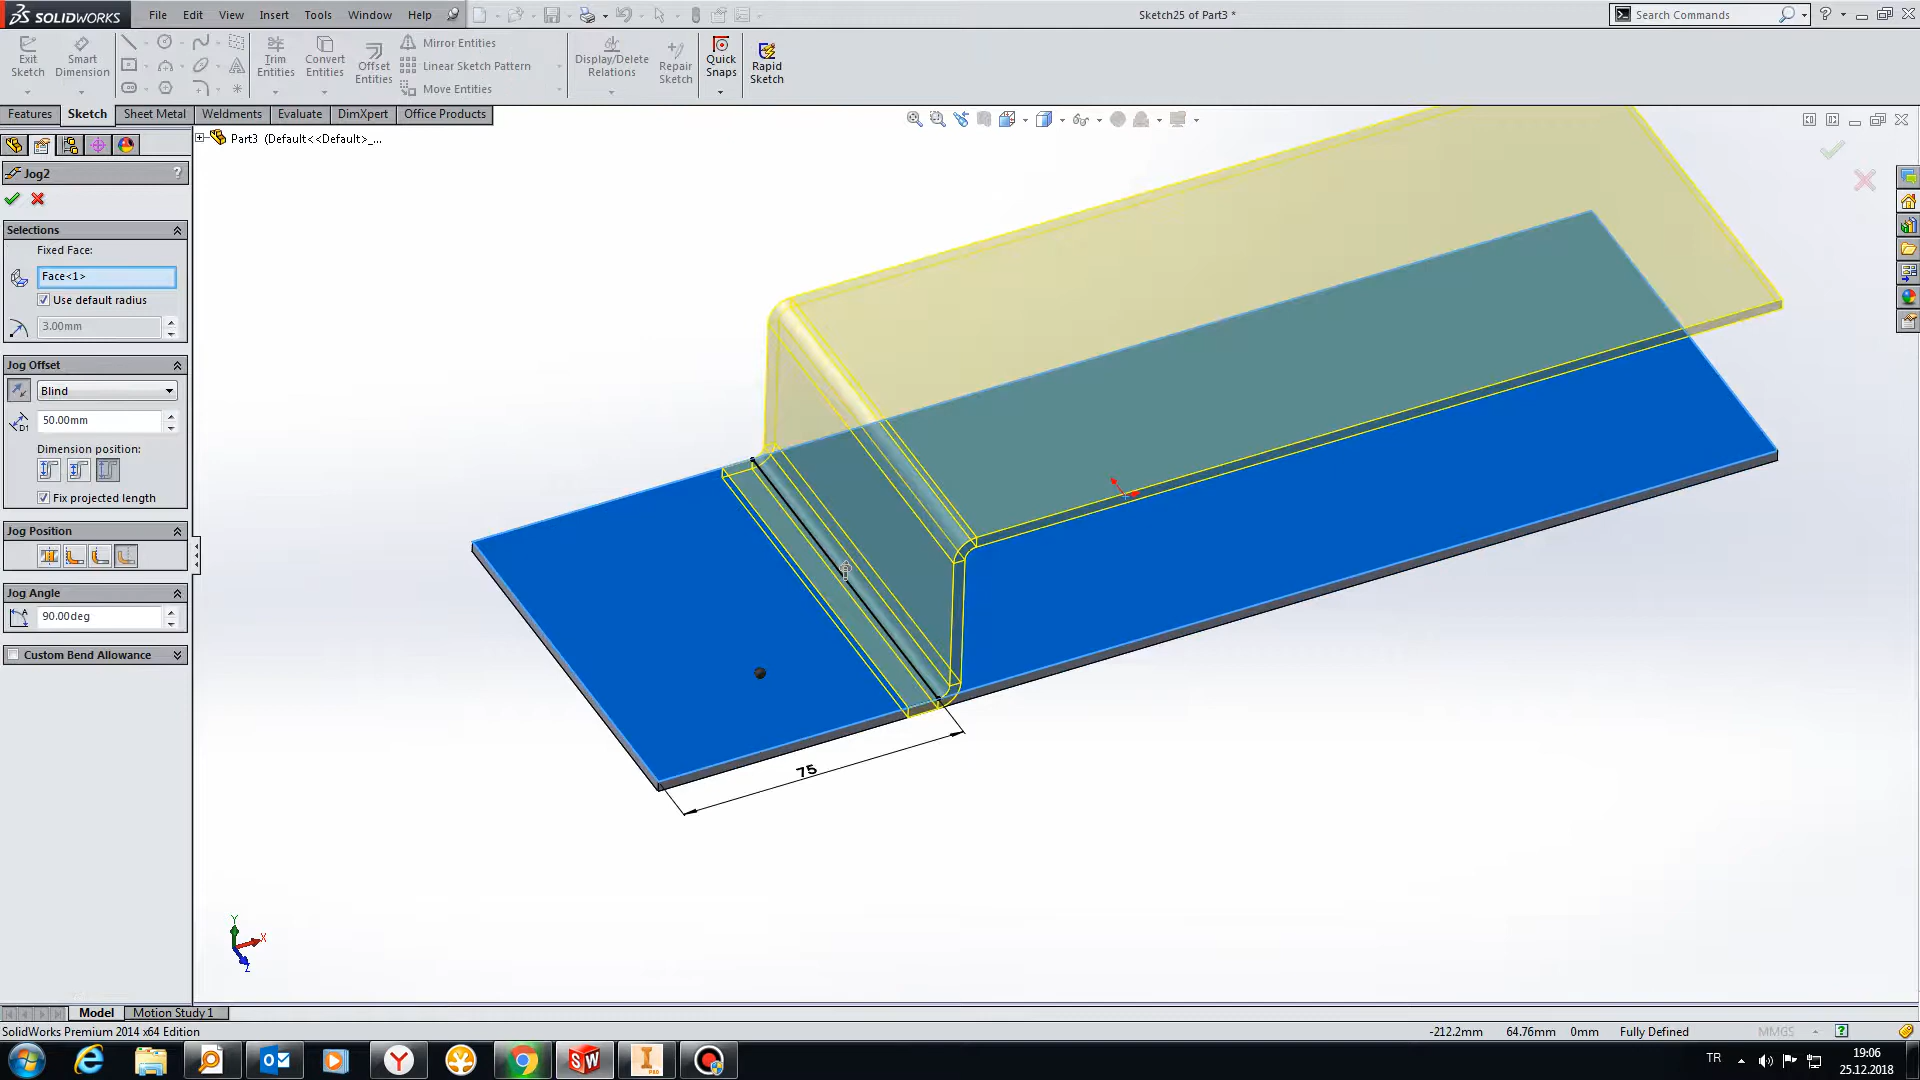 SOLIDWORKS File Edit View Insert Tools Window Help Sketch25 of Part3 * Search Commands
Exit Sketch
Smart Dimension
Trim Entities
Convert Entities
Offset Entities
Mirror Entities
Linear Sketch Pattern
Move Entities
Display/Delete Relations
Repair Sketch
Quick Snaps
Rapid Sketch
Features Sketch Sheet Metal Weldments Evaluate DimXpert Office Products
Part3 (Default<<Default>_...
Jog2 ?
Selections
Fixed Face:
Face<1>
Use default radius
3.00mm
Jog Offset
Blind
D1
50.00mm
Dimension position:
Fix projected length
Jog Position
Jog Angle
90.00deg
Custom Bend Allowance
75
Y
X
Z
Model Motion Study 1
SolidWorks Premium 2014 x64 Edition -212.2mm 64.76mm 0mm Fully Defined MMGS
TR 19:06
25.12.2018